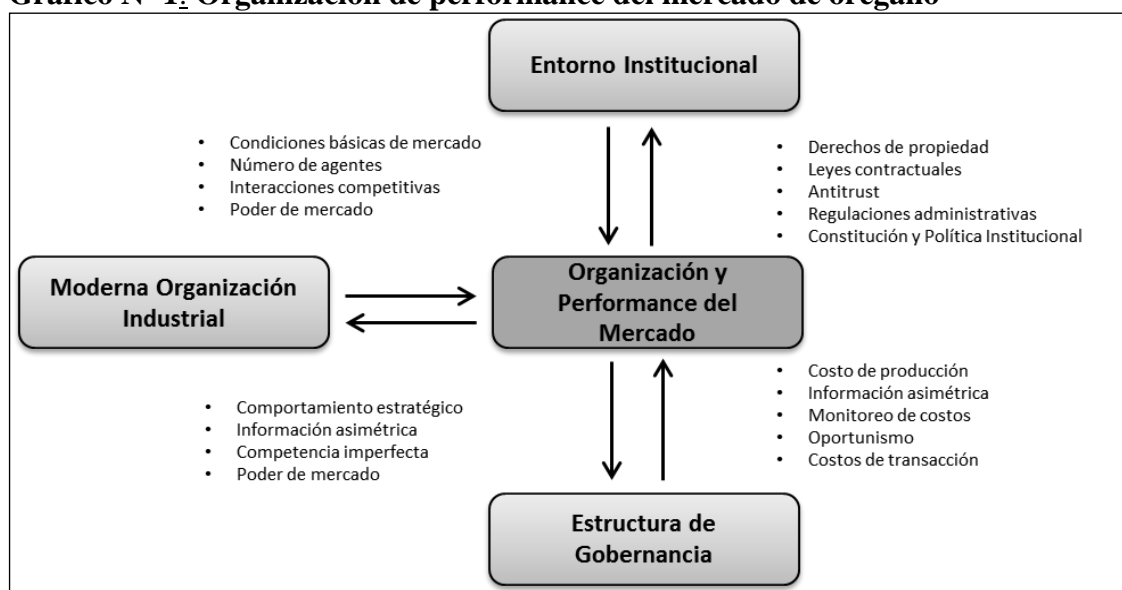 Gráfico N° 1: Organización de performance del mercado de orégano
Entorno Institucional
• Condiciones básicas de mercado
• Número de agentes
• Interacciones competitivas
• Poder de mercado
• Derechos de propiedad
• Leyes contractuales
• Antitrust
• Regulaciones administrativas
• Constitución y Política Institucional
Moderna Organización
Industrial
Organización y
Performance del
Mercado
• Comportamiento estratégico
• Información asimétrica
• Competencia imperfecta
• Poder de mercado
• Costo de producción
• Información asimétrica
• Monitoreo de costos
• Oportunismo
• Costos de transacción
Estructura de
Gobernancia